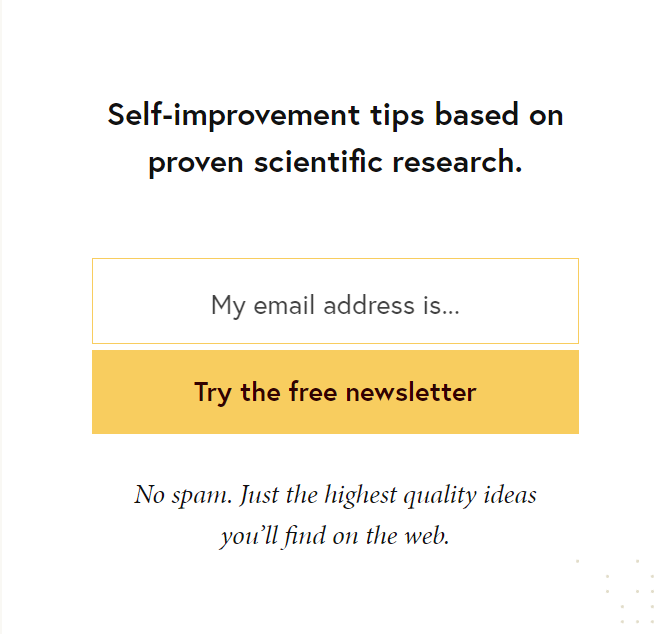 Self-improvement tips based on
proven scientific research.
My email address is...
Try the free newsletter
No spam. Just the highest quality ideas
you’ll find on the web.